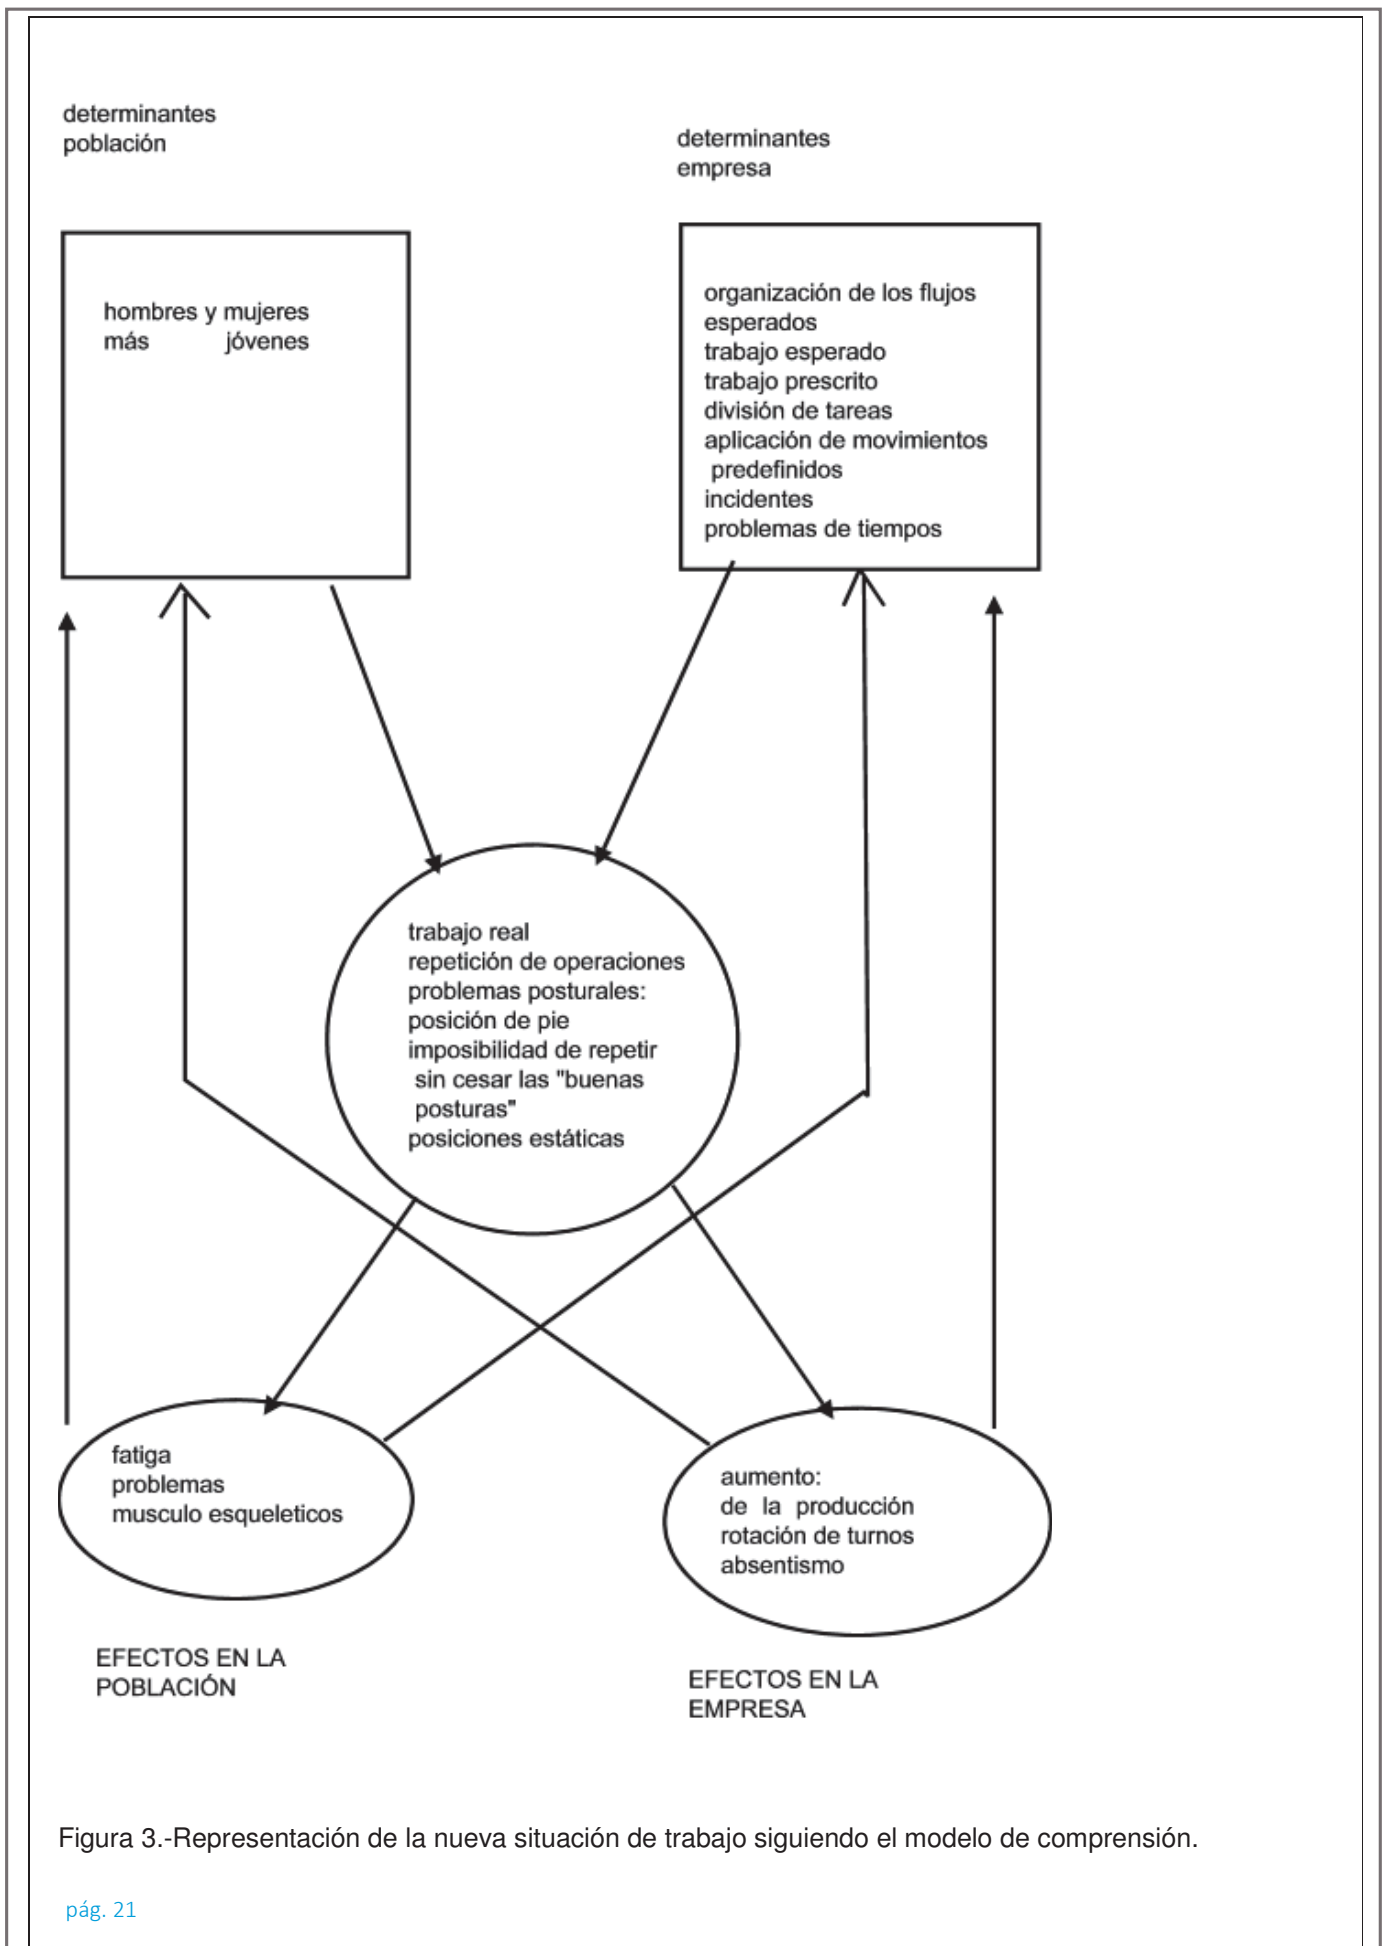 determinantes
población
determinantes
empresa
hombres y mujeres
más jóvenes
organización de los flujos
esperados
trabajo esperado
trabajo prescrito
división de tareas
aplicación de movimientos
predefinidos
incidentes
problemas de tiempos
trabajo real
repetición de operaciones
problemas posturales:
posición de pie
imposibilidad de repetir
sin cesar las "buenas
posturas"
posiciones estáticas
fatiga
problemas
musculo esqueleticos
aumento:
de la producción
rotación de turnos
absentismo
EFECTOS EN LA
POBLACIÓN
EFECTOS EN LA
EMPRESA
Figura 3.-Representación de la nueva situación de trabajo siguiendo el modelo de comprensión.
pág. 21